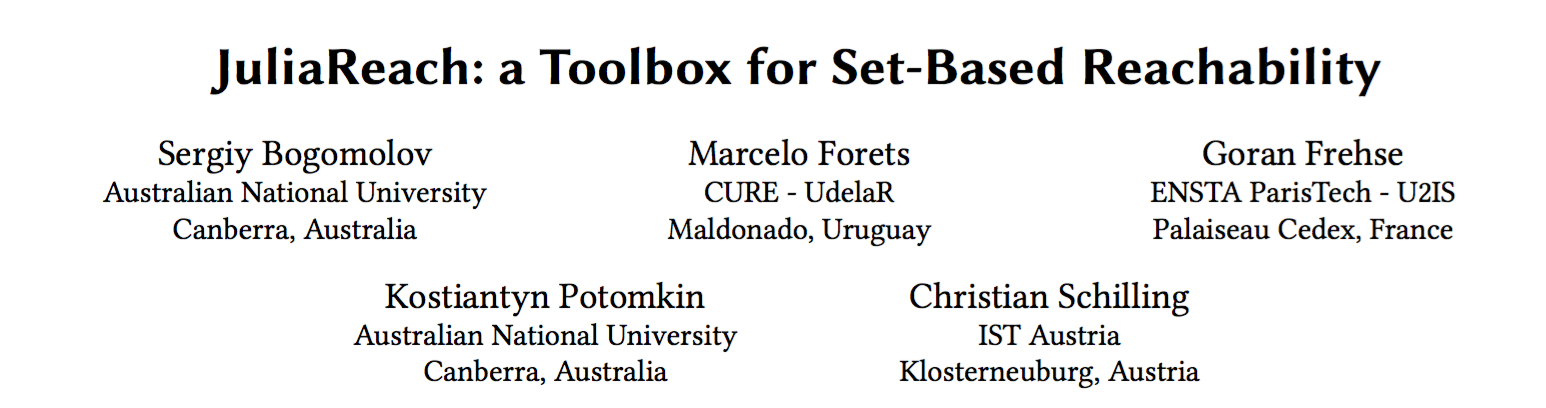 JuliaReach: a Toolbox for Set-Based Reachability
Sergiy Bogomolov
Australian National University
Canberra, Australia
Marcelo Forets
CURE - UdelaR
Maldonado, Uruguay
Goran Frehse
ENSTA ParisTech - U2IS
Palaiseau Cedex, France
Kostiantyn Potomkin
Australian National University
Canberra, Australia
Christian Schilling
IST Austria
Klosterneuburg, Austria